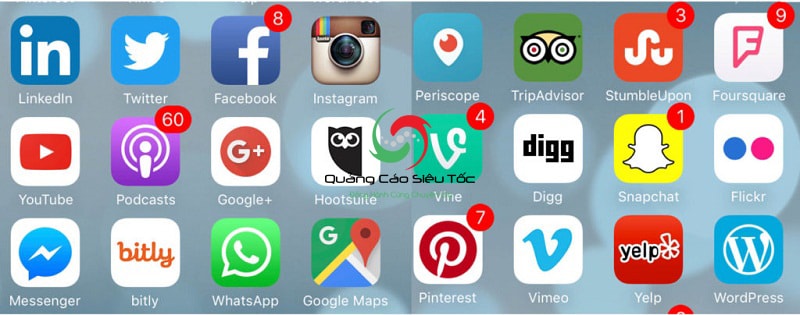 8
3
9
in
LinkedIn
Twitter
Facebook
Instagram
Periscope
TripAdvisor
StumbleUpon
Foursquare
60
4
1
G+
digg
YouTube
Podcasts
Google+
Hootsuite
Quảng Cáo Siêu Tốc
Vine
Digg
Snapchat
Flickr
7
bitly
G
yelp
Messenger
bitly
WhatsApp
Google Maps
Pinterest
Vimeo
Yelp
WordPress